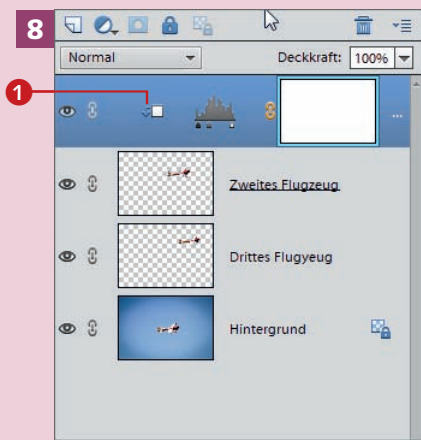 8
Normal Deckkraft: 100%
1
...
Zweites Flugzeug
Drittes Flugyeug
Hintergrund